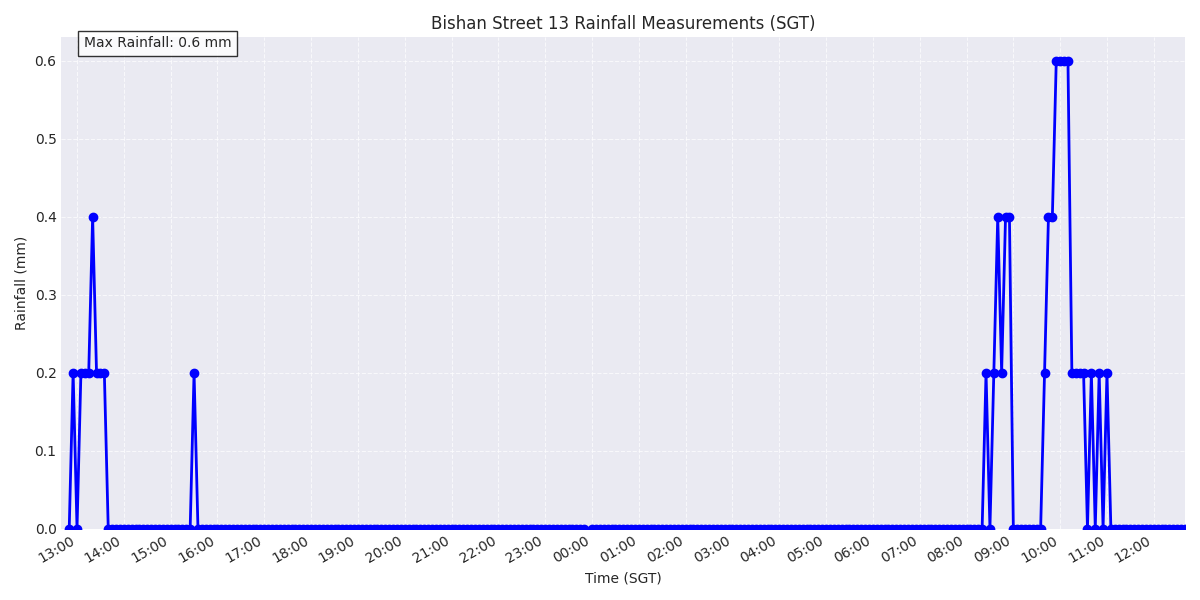 Bishan Street 13 Rainfall Measurements (SGT)
Max Rainfall: 0.6 mm
Rainfall (mm)
0.6
0.5
0.4
0.3
0.2
0.1
0.0
13:00 14:00 15:00 16:00 17:00 18:00 19:00 20:00 21:00 22:00 23:00 00:00 01:00 02:00 03:00 04:00 05:00 06:00 07:00 08:00 09:00 10:00 11:00 12:00
Time (SGT)